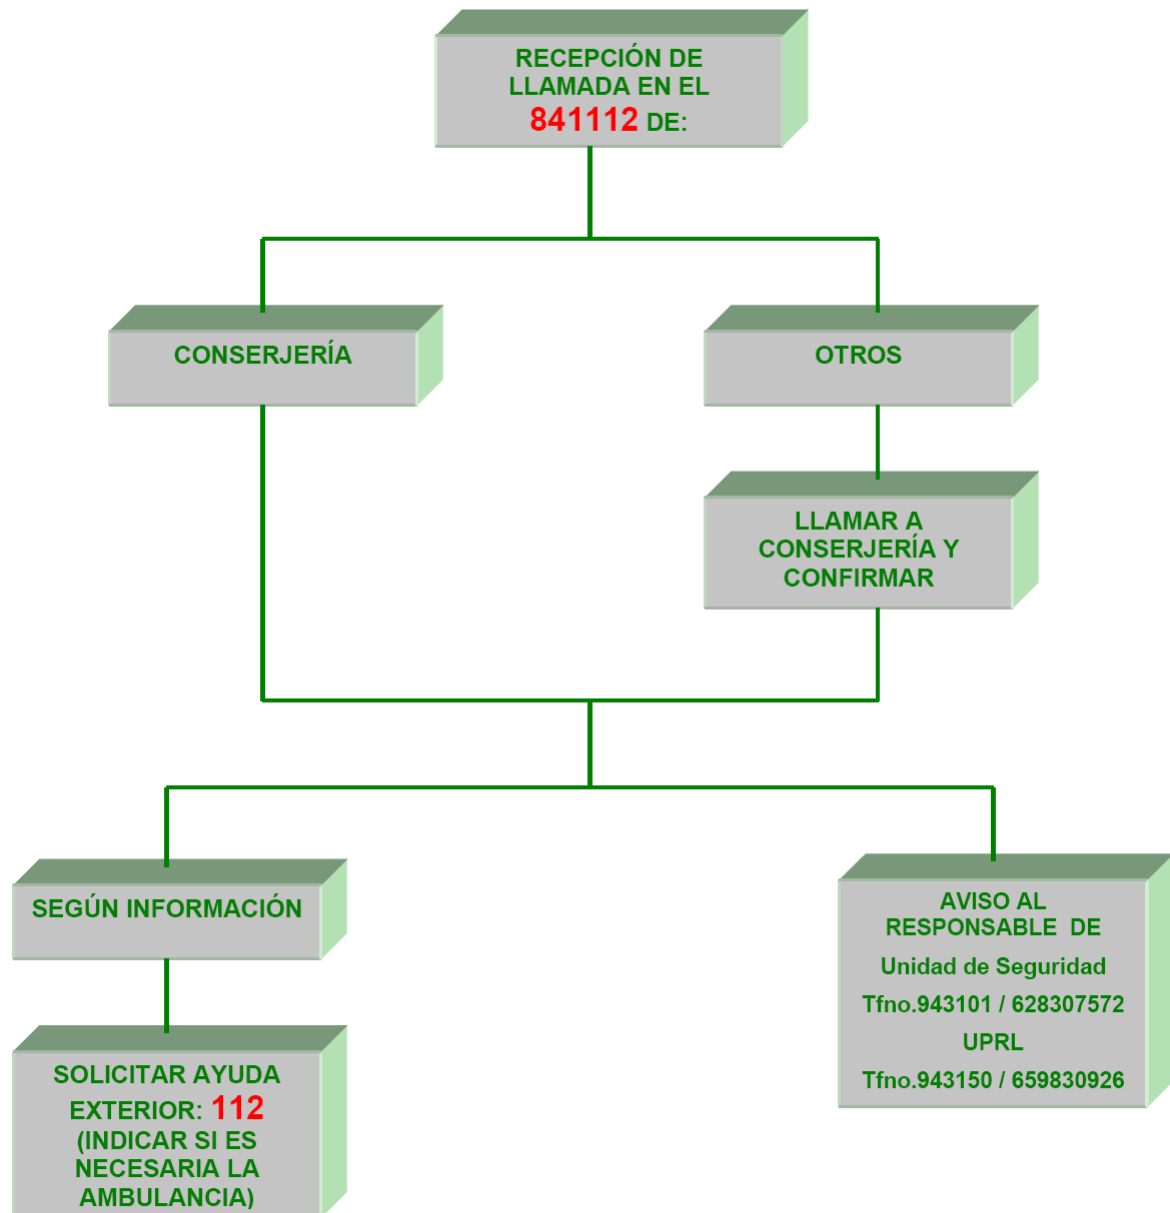 RECEPCIÓN DE
LLAMADA EN EL
841112 DE:
CONSERJERÍA
OTROS
LLAMAR A
CONSERJERÍA Y
CONFIRMAR
SEGÚN INFORMACIÓN
AVISO AL
RESPONSABLE DE
Unidad de Seguridad
Tfno.943101 / 628307572
UPRL
Tfno.943150 / 659830926
SOLICITAR AYUDA
EXTERIOR: 112
(INDICAR SI ES
NECESARIA LA
AMBULANCIA)